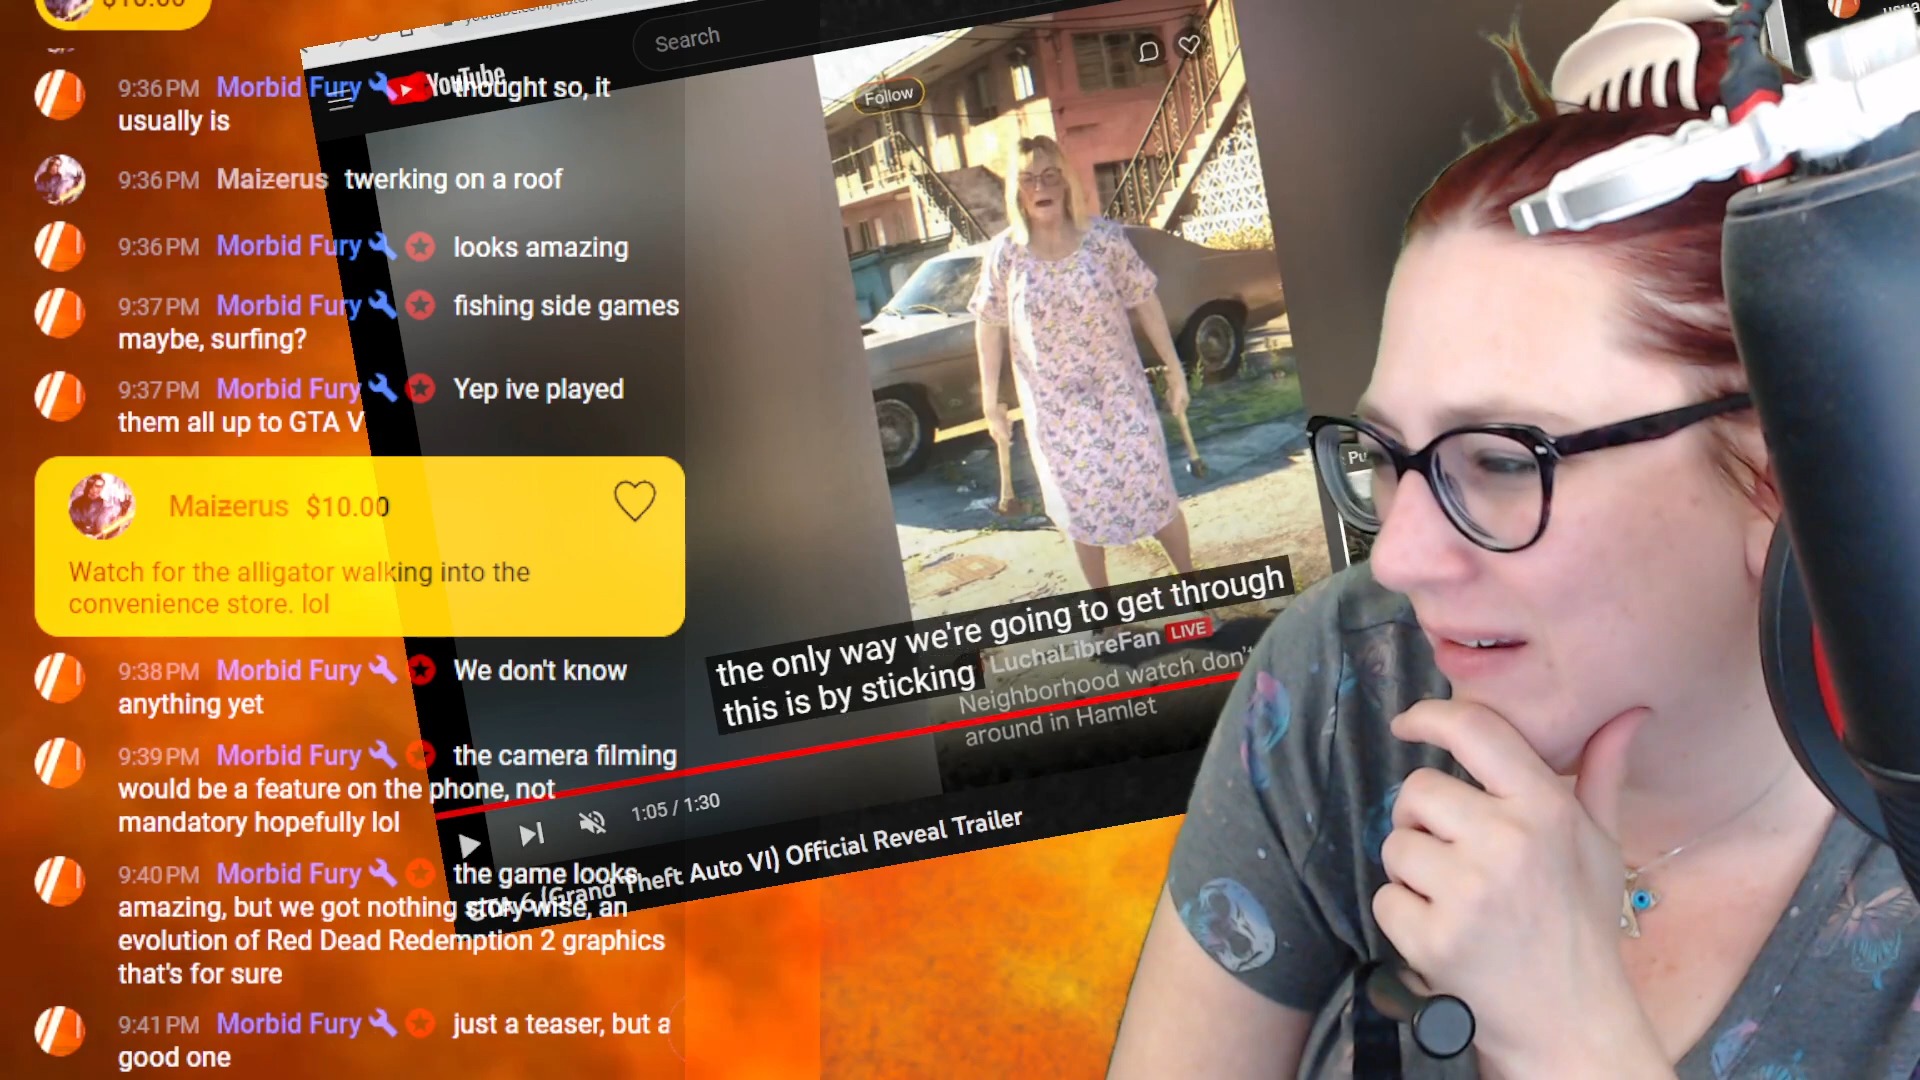 $10.00
9:36 PM Morbid Fury thought so, it
usually is
9:36 PM Maizerus twerking on a roof
9:36 PM Morbid Fury looks amazing
9:37 PM Morbid Fury fishing side games
maybe, surfing?
9:37 PM Morbid Fury Yep ive played
them all up to GTA V
Maizerus $10.00
Watch for the alligator walking into the
convenience store. lol
9:38 PM Morbid Fury We don't know
anything yet
9:39 PM Morbid Fury the camera filming
would be a feature on the phone, not
mandatory hopefully lol
9:40 PM Morbid Fury the game looks
amazing, but we got nothing story wise, an
evolution of Red Dead Redemption 2 graphics
that's for sure
9:41 PM Morbid Fury just a teaser, but a
good one
YouTube
Search
Follow
the only way we're going to get through
this is by sticking
LuchaLibreFan LIVE
Neighborhood watch don't
around in Hamlet
1:05 / 1:30
6 (Grand Theft Auto VI) Official Reveal Trailer
Pu